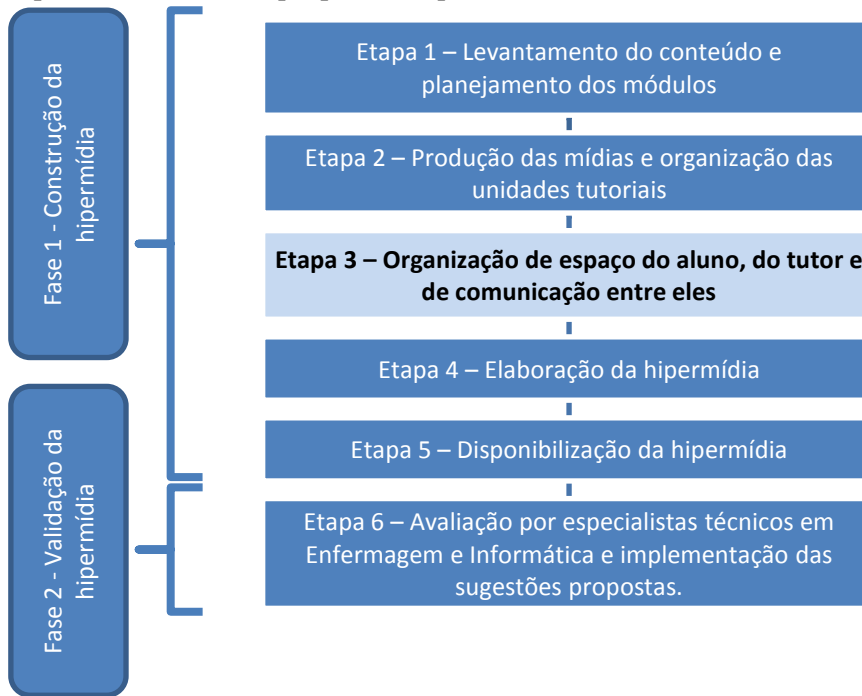 Fase 1 - Construção da
hipermídia
Etapa 1 – Levantamento do conteúdo e
planejamento dos módulos
Etapa 2 – Produção das mídias e organização das
unidades tutoriais
Etapa 3 – Organização de espaço do aluno, do tutor e
de comunicação entre eles
Etapa 4 – Elaboração da hipermídia
Etapa 5 – Disponibilização da hipermídia
Fase 2 - Validação da
hipermídia
Etapa 6 – Avaliação por especialistas técnicos em
Enfermagem e Informática e implementação das
sugestões propostas.